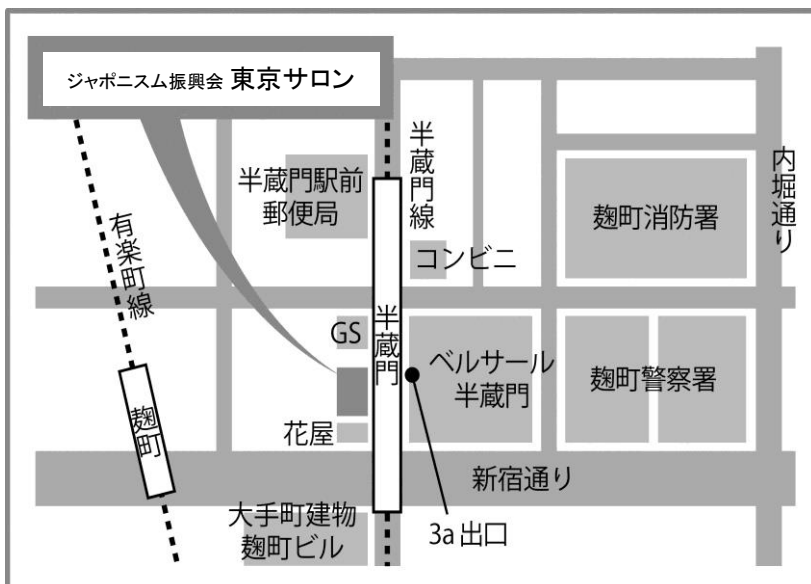 ジャポニスム振興会 東京サロン
半蔵門線
内堀通り
半蔵門駅前
郵便局
麹町消防署
有楽町線
コンビニ
GS
半蔵門
ベルサール
半蔵門
麹町警察署
麹町
花屋
新宿通り
大手町建物
麹町ビル
3a 出口